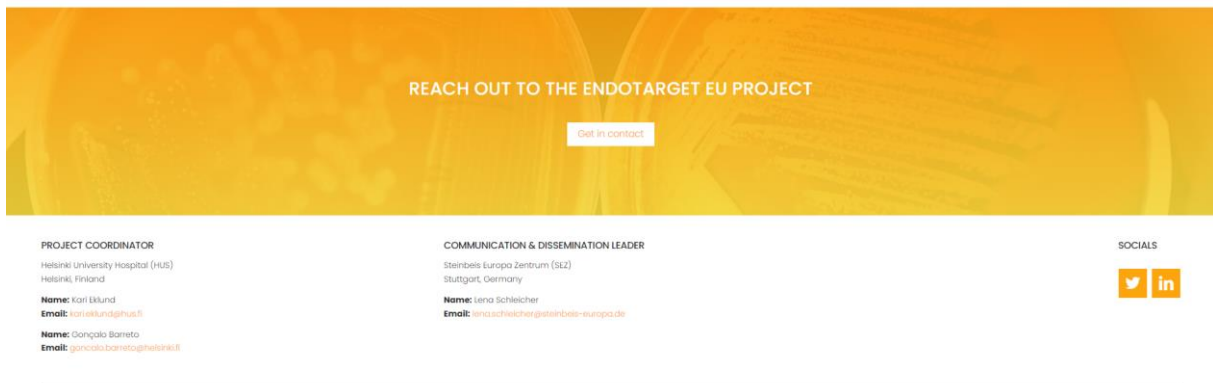 REACH OUT TO THE ENDOTARGET EU PROJECT
Get in contact
PROJECT COORDINATOR
Helsinki University Hospital (HUS)
Helsinki, Finland
Name: Kari Eklund
Email: kari.eklund@hus.fi
Name: Gonçalo Barreto
Email: goncalo.barreto@helsinki.fi
COMMUNICATION & DISSEMINATION LEADER
Steinbeis Europa Zentrum (SEZ)
Stuttgart, Germany
Name: Lena Schleicher
Email: lena.schleicher@steinbeis-europa.de
SOCIALS
in